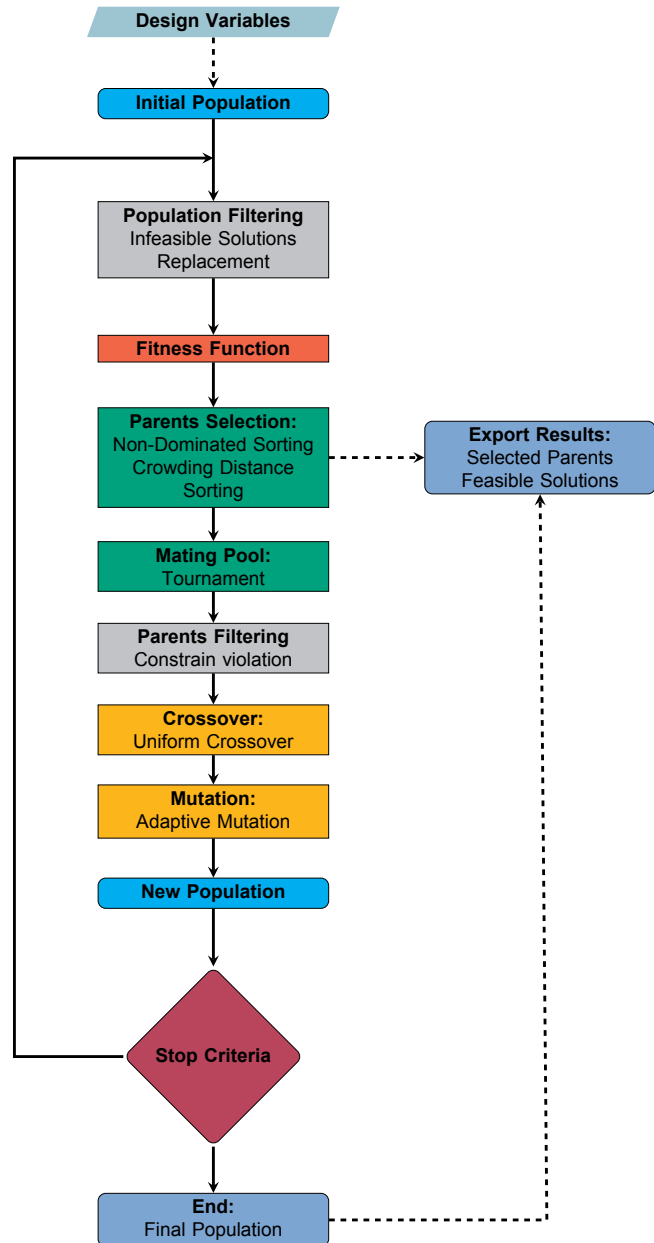 Design Variables
Initial Population
Population Filtering
Infeasible Solutions
Replacement
Fitness Function
Parents Selection:
Non-Dominated Sorting
Crowding Distance
Sorting
Export Results:
Selected Parents
Feasible Solutions
Mating Pool:
Tournament
Parents Filtering
Constrain violation
Crossover:
Uniform Crossover
Mutation:
Adaptive Mutation
New Population
Stop Criteria
End:
Final Population